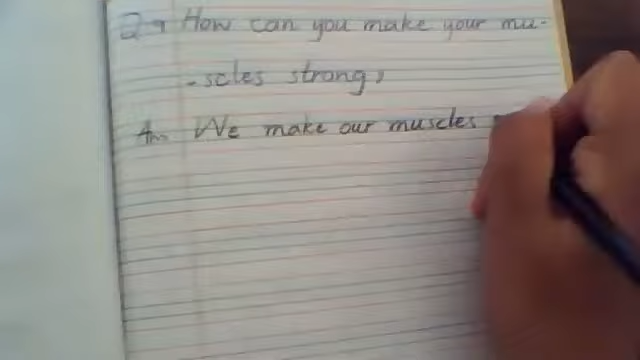 2 → How can you make your mu-
-scles strong,
Ans We make our muscles